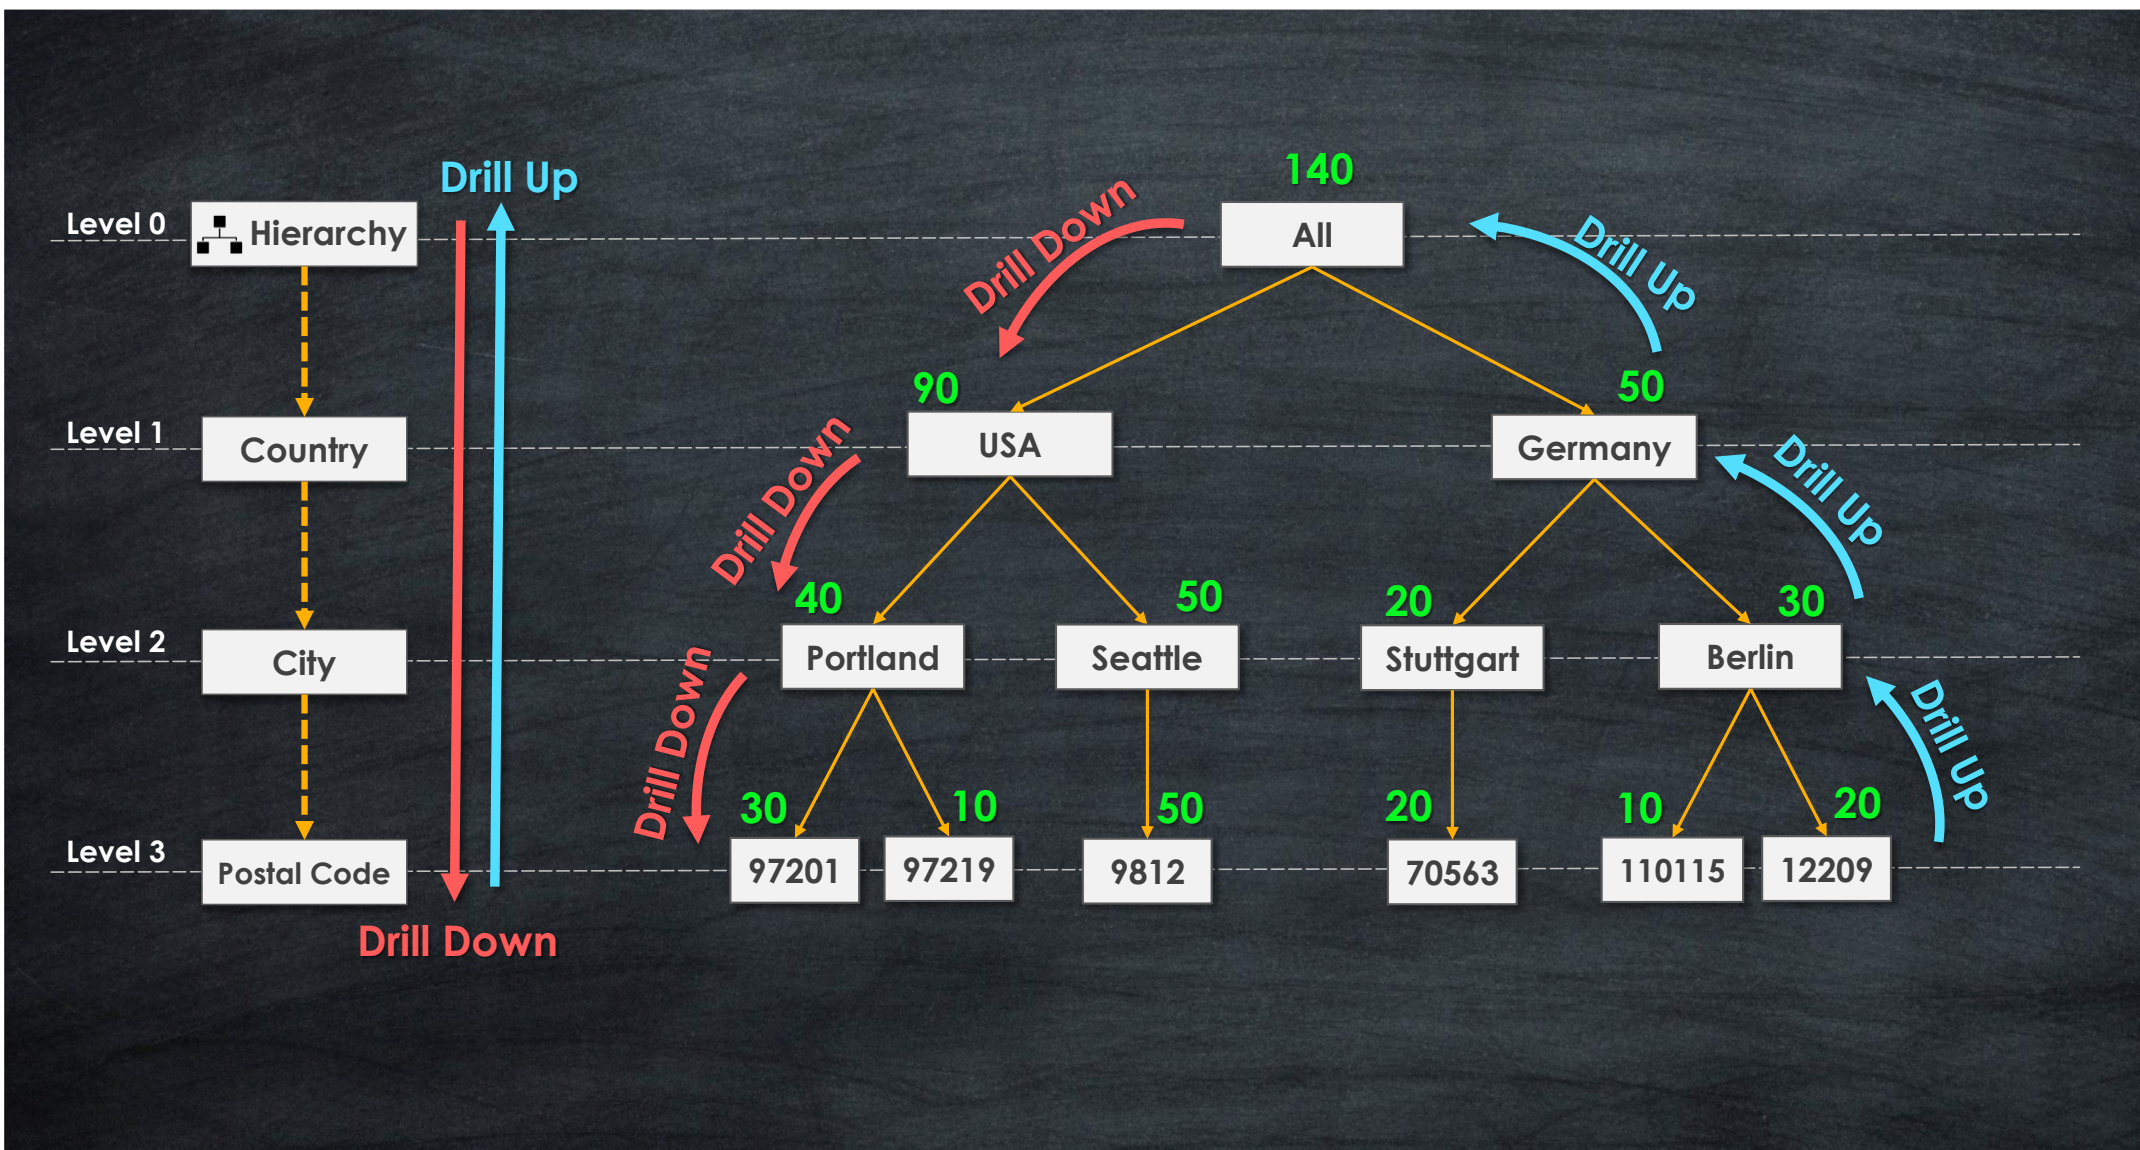 Drill Up
Level 0
Hierarchy
Level 1
Country
Level 2
City
Level 3
Postal Code
Drill Down
140
All
Drill Down
Drill Up
90
USA
50
Germany
Drill Down
Drill Up
40
Portland
50
Seattle
20
Stuttgart
30
Berlin
Drill Down
Drill Up
30
97201
10
97219
50
9812
20
70563
10
110115
20
12209